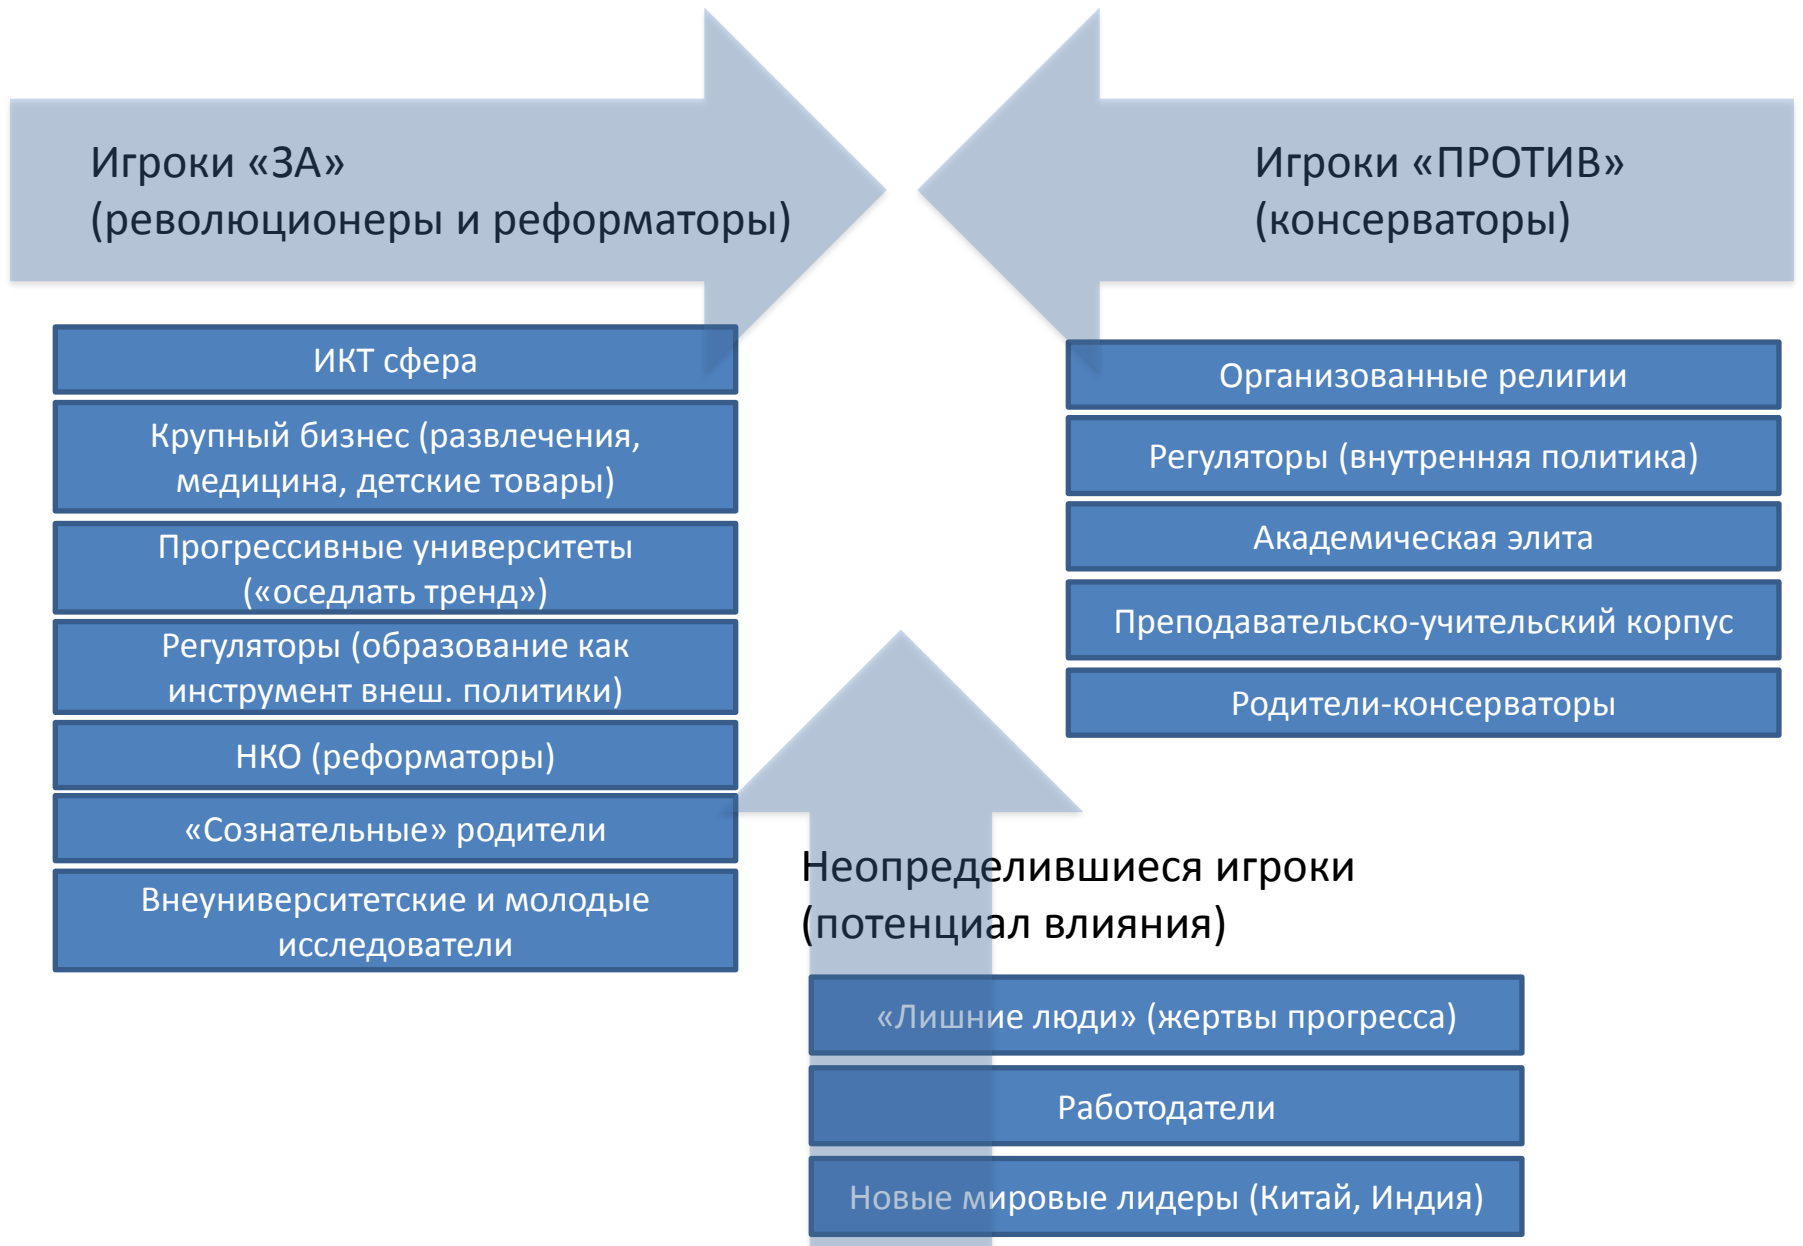 Игроки «ЗА»
(революционеры и реформаторы)
ИКТ сфера
Крупный бизнес (развлечения,
медицина, детские товары)
Прогрессивные университеты
(«оседлать тренд»)
Регуляторы (образование как
инструмент внеш. политики)
НКО (реформаторы)
«Сознательные» родители
Внеуниверситетские и молодые
исследователи
Игроки «ПРОТИВ»
(консерваторы)
Организованные религии
Регуляторы (внутренняя политика)
Академическая элита
Преподавательско-учительский корпус
Родители-консерваторы
Неопределившиеся игроки
(потенциал влияния)
«Лишние люди» (жертвы прогресса)
Работодатели
Новые мировые лидеры (Китай, Индия)